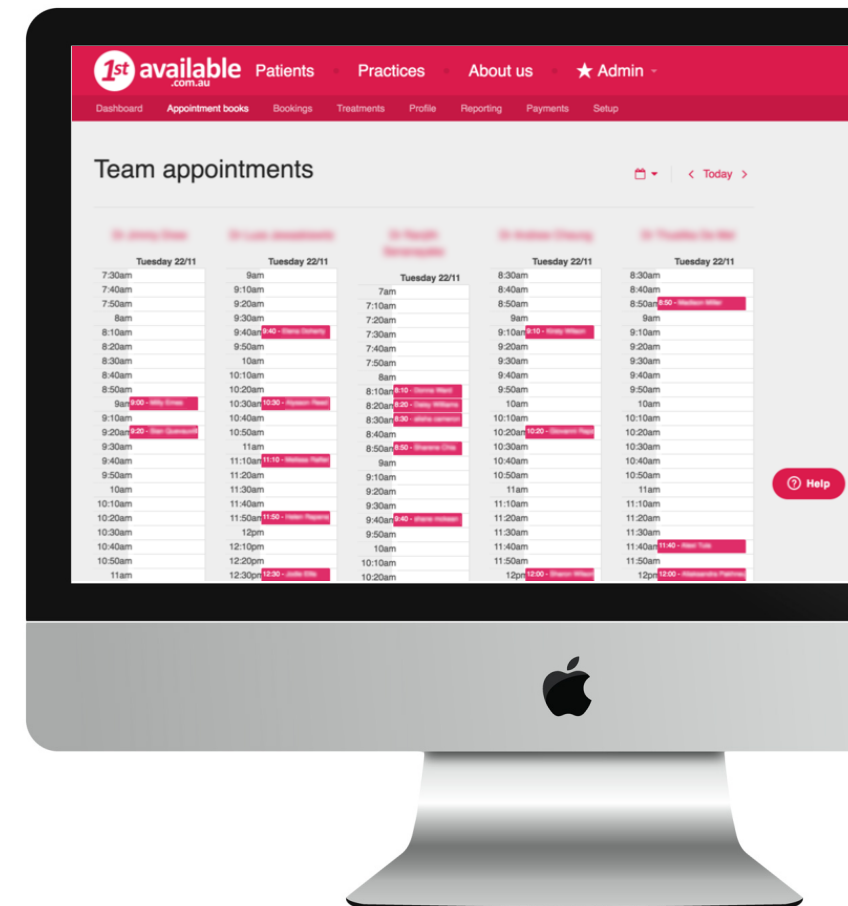 1st available
.com.au
Patients
Practices
About us
★ Admin
Dashboard
Appointment books
Bookings
Treatments
Profile
Reporting
Payments
Setup
Team appointments
Today
Tuesday 22/11
7:30am
7:40am
7:50am
8am
8:10am
8:20am
8:30am
8:40am
8:50am
9am 9:00 -
9:10am
9:20am 9:20 -
9:30am
9:40am
9:50am
10am
10:10am
10:20am
10:30am
10:40am
10:50am
11am
Tuesday 22/11
9am
9:10am
9:20am
9:30am
9:40am 9:40 -
9:50am
10am
10:10am
10:20am
10:30am 10:30 -
10:40am
10:50am
11am
11:10am 11:10 -
11:20am
11:30am
11:40am
11:50am 11:50 -
12pm
12:10pm
12:20pm
12:30pm 12:30 -
Tuesday 22/11
7am
7:10am
7:20am
7:30am
7:40am
7:50am
8am
8:10am 8:10 -
8:20am 8:20 -
8:30am 8:30 -
8:40am
8:50am 8:50 -
9am
9:10am
9:20am
9:30am
9:40am 9:40 -
9:50am
10am
10:10am
10:20am
Tuesday 22/11
8:30am
8:40am
8:50am
9am
9:10am 9:10 -
9:20am
9:30am
9:40am
9:50am
10am
10:10am
10:20am 10:20 -
10:30am
10:40am
10:50am
11am
11:10am
11:20am
11:30am
11:40am
11:50am
12pm 12:00 -
Tuesday 22/11
8:30am
8:40am
8:50am 8:50 -
9am
9:10am
9:20am
9:30am
9:40am
9:50am
10am
10:10am
10:20am
10:30am
10:40am
10:50am
11am
11:10am
11:20am
11:30am
11:40am 11:40 -
11:50am
12pm 12:00 -
Help